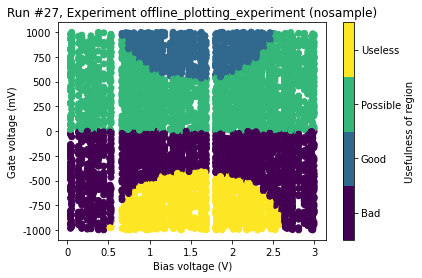 Run #27, Experiment offline_plotting_experiment (nosample)
1000
750
500
250
0
-250
-500
-750
-1000
Gate voltage (mV)
0
0.5
1
1.5
2
2.5
3
Bias voltage (V)
Useless
Possible
Good
Bad
Usefulness of region